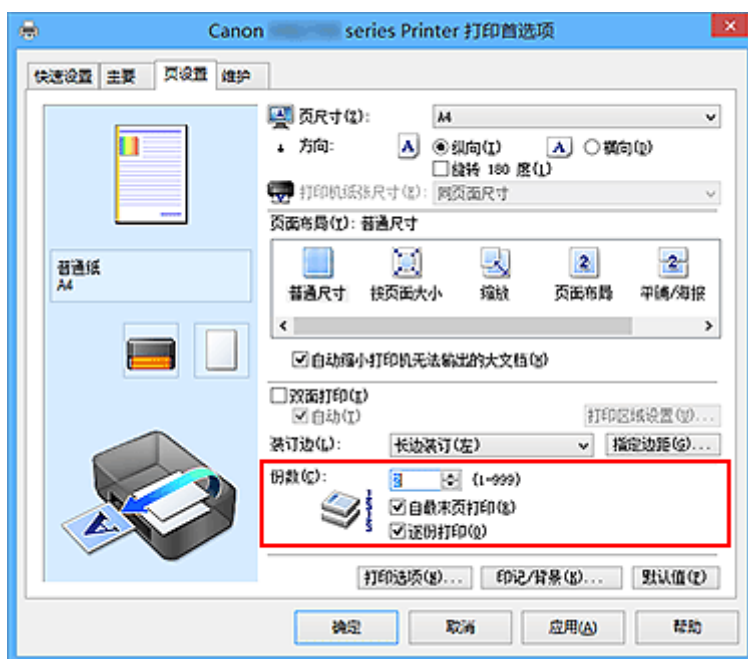 Canon series Printer 打印首选项
快速设置 主要 页设置 维护
页尺寸(Z): A4
方向: A 纵向(I) A 横向(D)
旋转 180 度(L)
打印机纸张尺寸(E): 同页面尺寸
页面布局(Y): 普通尺寸
普通尺寸 按页面大小 缩放 页面布局 平铺/海报
自动缩小打印机无法输出的大文档(N)
普通纸
A4
双面打印(X)
自动(T) 打印区域设置(U)...
装订边(L): 长边装订(左) 指定边距(G)...
份数(C): (1-999)
自最末页打印(R)
逐份打印(O)
打印选项(N)... 印记/背景(K)... 默认值(F)
确定 取消 应用(A) 帮助